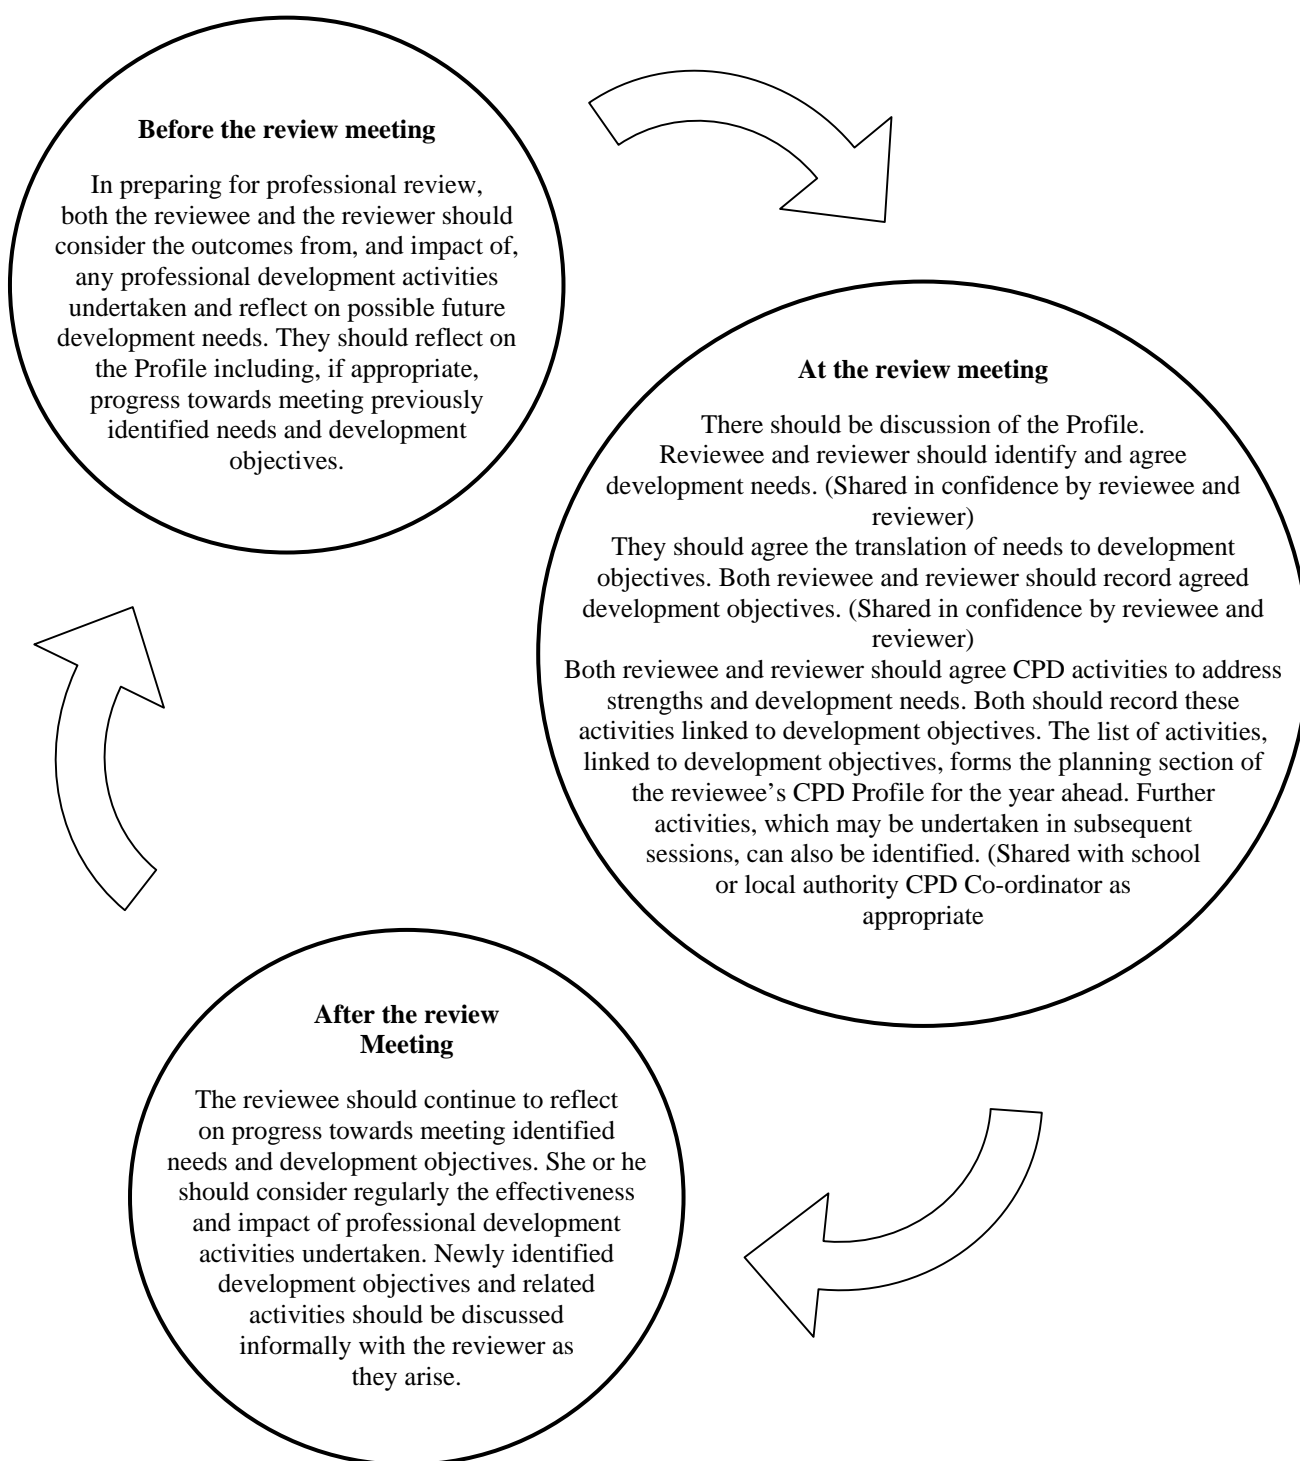 Before the review meeting
In preparing for professional review,
both the reviewee and the reviewer should
consider the outcomes from, and impact of,
any professional development activities
undertaken and reflect on possible future
development needs. They should reflect on
the Profile including, if appropriate,
progress towards meeting previously
identified needs and development
objectives.
At the review meeting
There should be discussion of the Profile.
Reviewee and reviewer should identify and agree
development needs. (Shared in confidence by reviewee and
reviewer)
They should agree the translation of needs to development
objectives. Both reviewee and reviewer should record agreed
development objectives. (Shared in confidence by reviewee and
reviewer)
Both reviewee and reviewer should agree CPD activities to address
strengths and development needs. Both should record these
activities linked to development objectives. The list of activities,
linked to development objectives, forms the planning section of
the reviewee’s CPD Profile for the year ahead. Further
activities, which may be undertaken in subsequent
sessions, can also be identified. (Shared with school
or local authority CPD Co-ordinator as
appropriate
After the review
Meeting
The reviewee should continue to reflect
on progress towards meeting identified
needs and development objectives. She or he
should consider regularly the effectiveness
and impact of professional development
activities undertaken. Newly identified
development objectives and related
activities should be discussed
informally with the reviewer as
they arise.